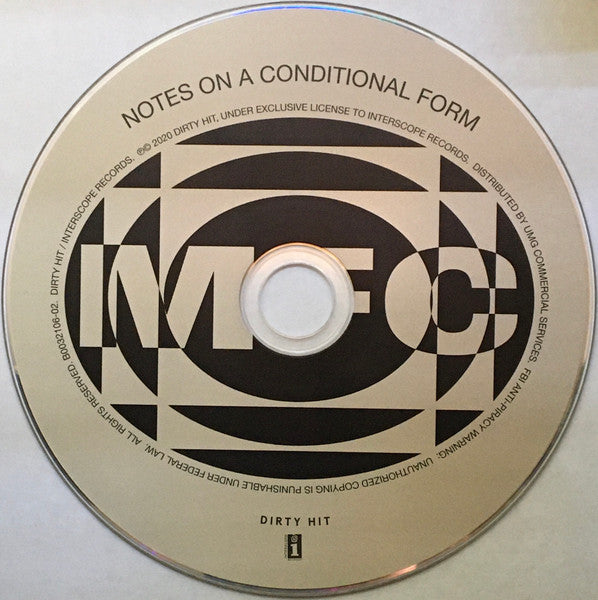 NOTES ON A CONDITIONAL FORM
B0032106-02. DIRTY HIT / INTERSCOPE RECORDS. ℗© 2020 DIRTY HIT, UNDER EXCLUSIVE LICENSE TO INTERSCOPE RECORDS. DISTRIBUTED BY UMG COMMERCIAL SERVICES. FBI ANTI-PIRACY WARNING: UNAUTHORIZED COPYING IS PUNISHABLE UNDER FEDERAL LAW. ALL RIGHTS RESERVED.
MFC
DIRTY HIT
i